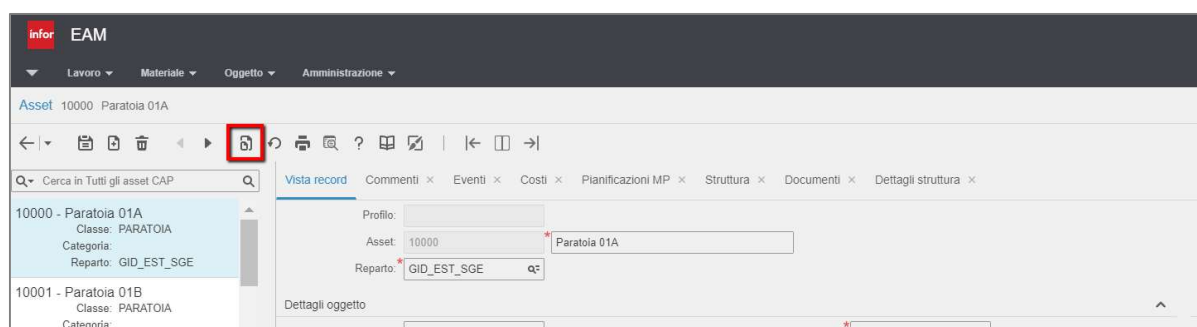 infor EAM
Lavoro Materiale Oggetto Amministrazione
Asset 10000 Paratoia 01A
Cerca in Tutti gli asset CAP
Vista record Commenti × Eventi × Costi × Pianificazioni MP × Struttura × Documenti × Dettagli struttura ×
10000 - Paratoia 01A
Classe: PARATOIA
Categoria:
Reparto: GID_EST_SGE
10001 - Paratoia 01B
Classe: PARATOIA
Categoria:
Profilo:
Asset: 10000 * Paratoia 01A
Reparto: * GID_EST_SGE
Dettagli oggetto
*